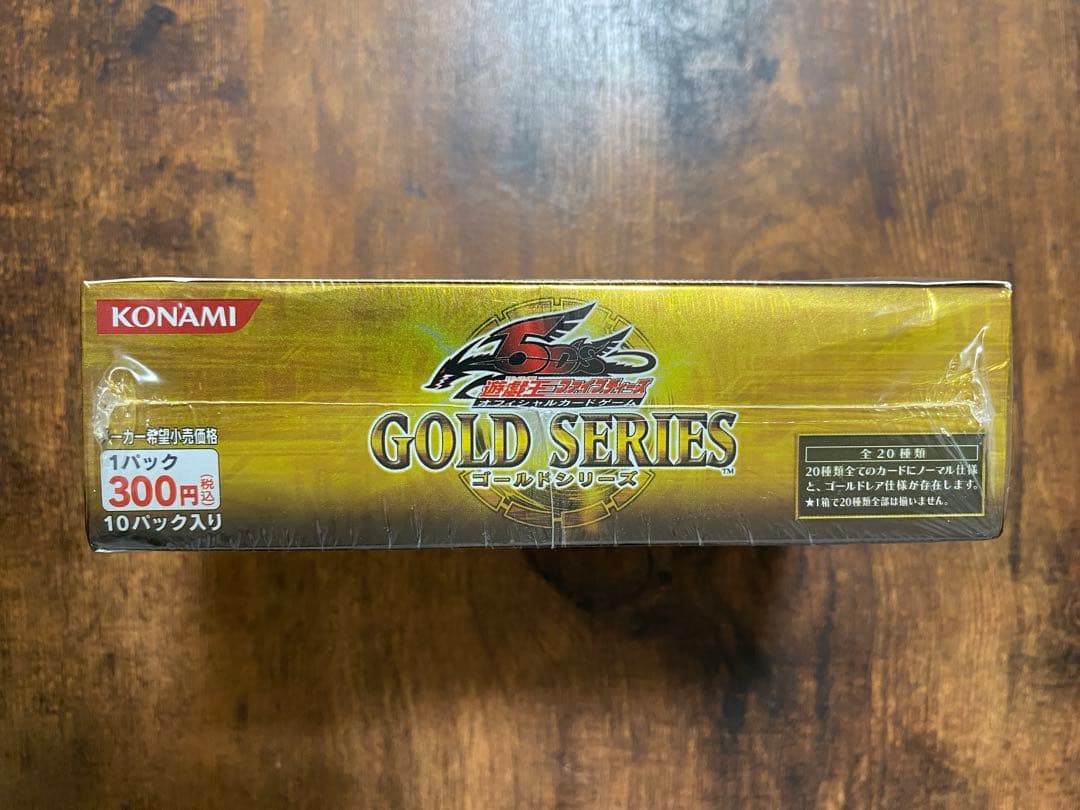 KONAMI
5D's
遊戯王ファイブディーズ
オフィシャルカードゲーム
GOLD SERIES™
ゴールドシリーズ
メーカー希望小売価格
1パック
300円(税込)
10パック入り
全20種類
20種類全てのカードにノーマル仕様
と、ゴールドレア仕様が存在します。
★1箱で20種類全部は揃いません。